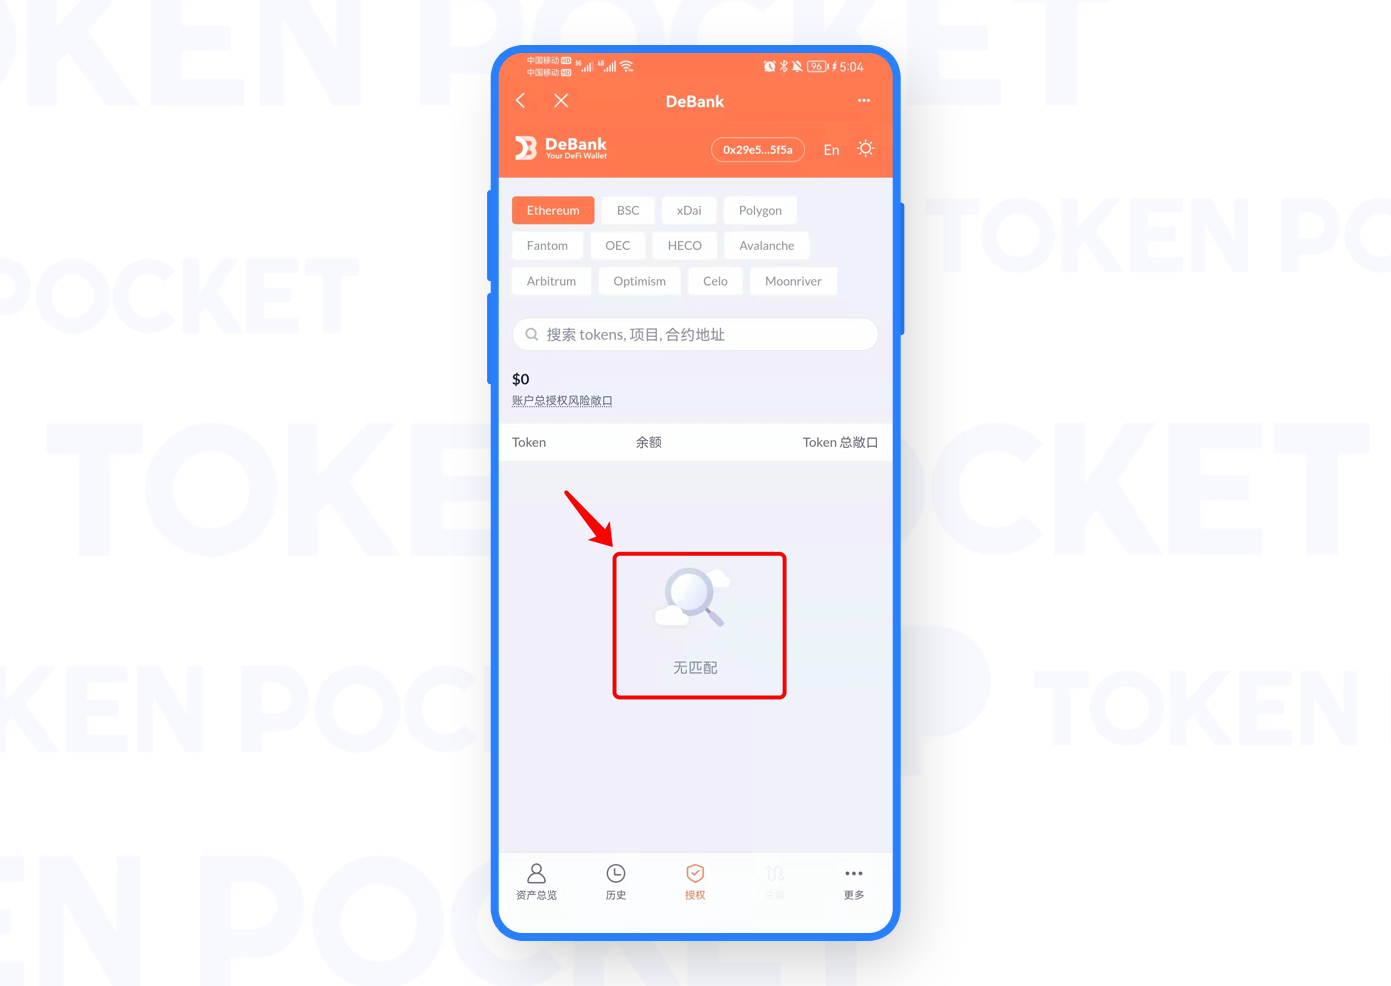 TOKEN POCKET
中国移动 HD 5G 4G 96 5:04
中国移动 HD
DeBank
DeBank
Your DeFi Wallet
0x29e5...5f5a
En
Ethereum BSC xDai Polygon
Fantom OEC HECO Avalanche
Arbitrum Optimism Celo Moonriver
搜索 tokens, 项目, 合约地址
$0
账户总授权风险敞口
Token 余额 Token 总敞口
无匹配
资产总览 历史 授权 更多
POCKET
TOKEN PO
TOKE
OCKET
KEN POC
P
TOKEN
EN POCKET